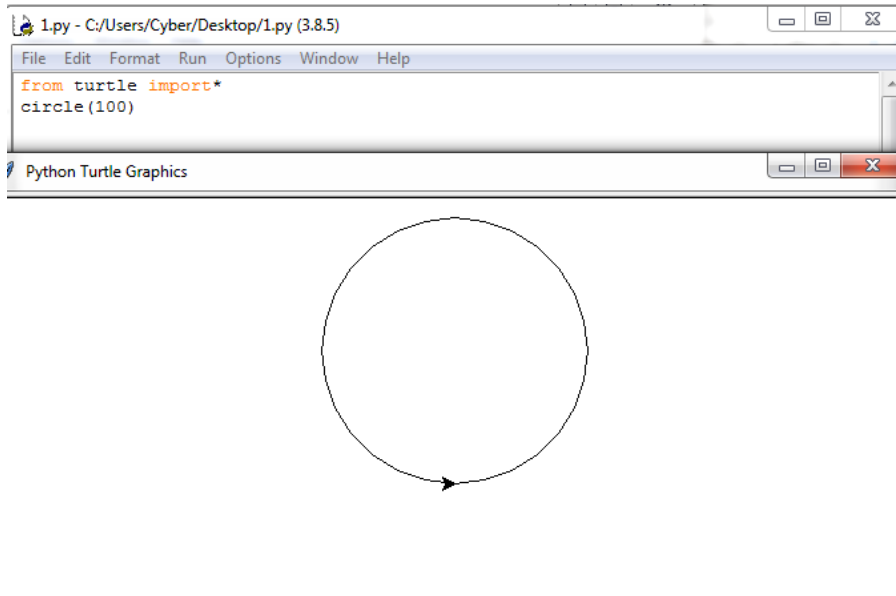 1.py - C:/Users/Cyber/Desktop/1.py (3.8.5)
File Edit Format Run Options Window Help
from turtle import*
circle(100)
Python Turtle Graphics